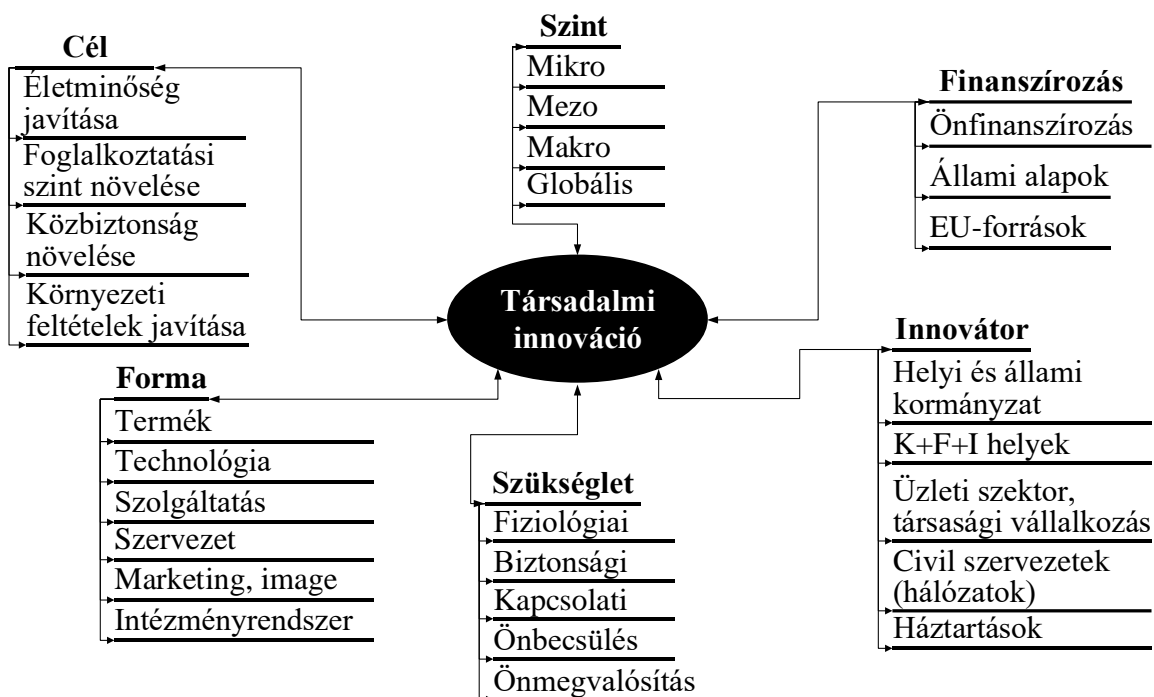 Cél
Életminőség
javítása
Foglalkoztatási
szint növelése
Közbiztonság
növelése
Környezeti
feltételek javítása
Szint
Mikro
Mezo
Makro
Globális
Finanszírozás
Önfinanszírozás
Állami alapok
EU-források
Társadalmi
innováció
Forma
Termék
Technológia
Szolgáltatás
Szervezet
Marketing, image
Intézményrendszer
Szükséglet
Fiziológiai
Biztonsági
Kapcsolati
Önbecsülés
Önmegvalósítás
Innovátor
Helyi és állami
kormányzat
K+F+I helyek
Üzleti szektor,
társasági vállalkozás
Civil szervezetek
(hálózatok)
Háztartások